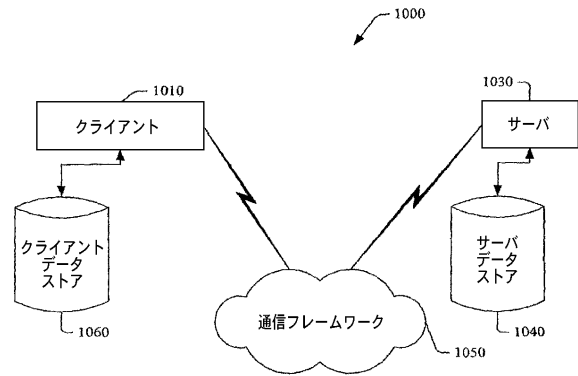 1000
1010
クライアント
1030
サーバ
クライアント
データ
ストア
1060
サーバ
データ
ストア
1040
通信フレームワーク
1050